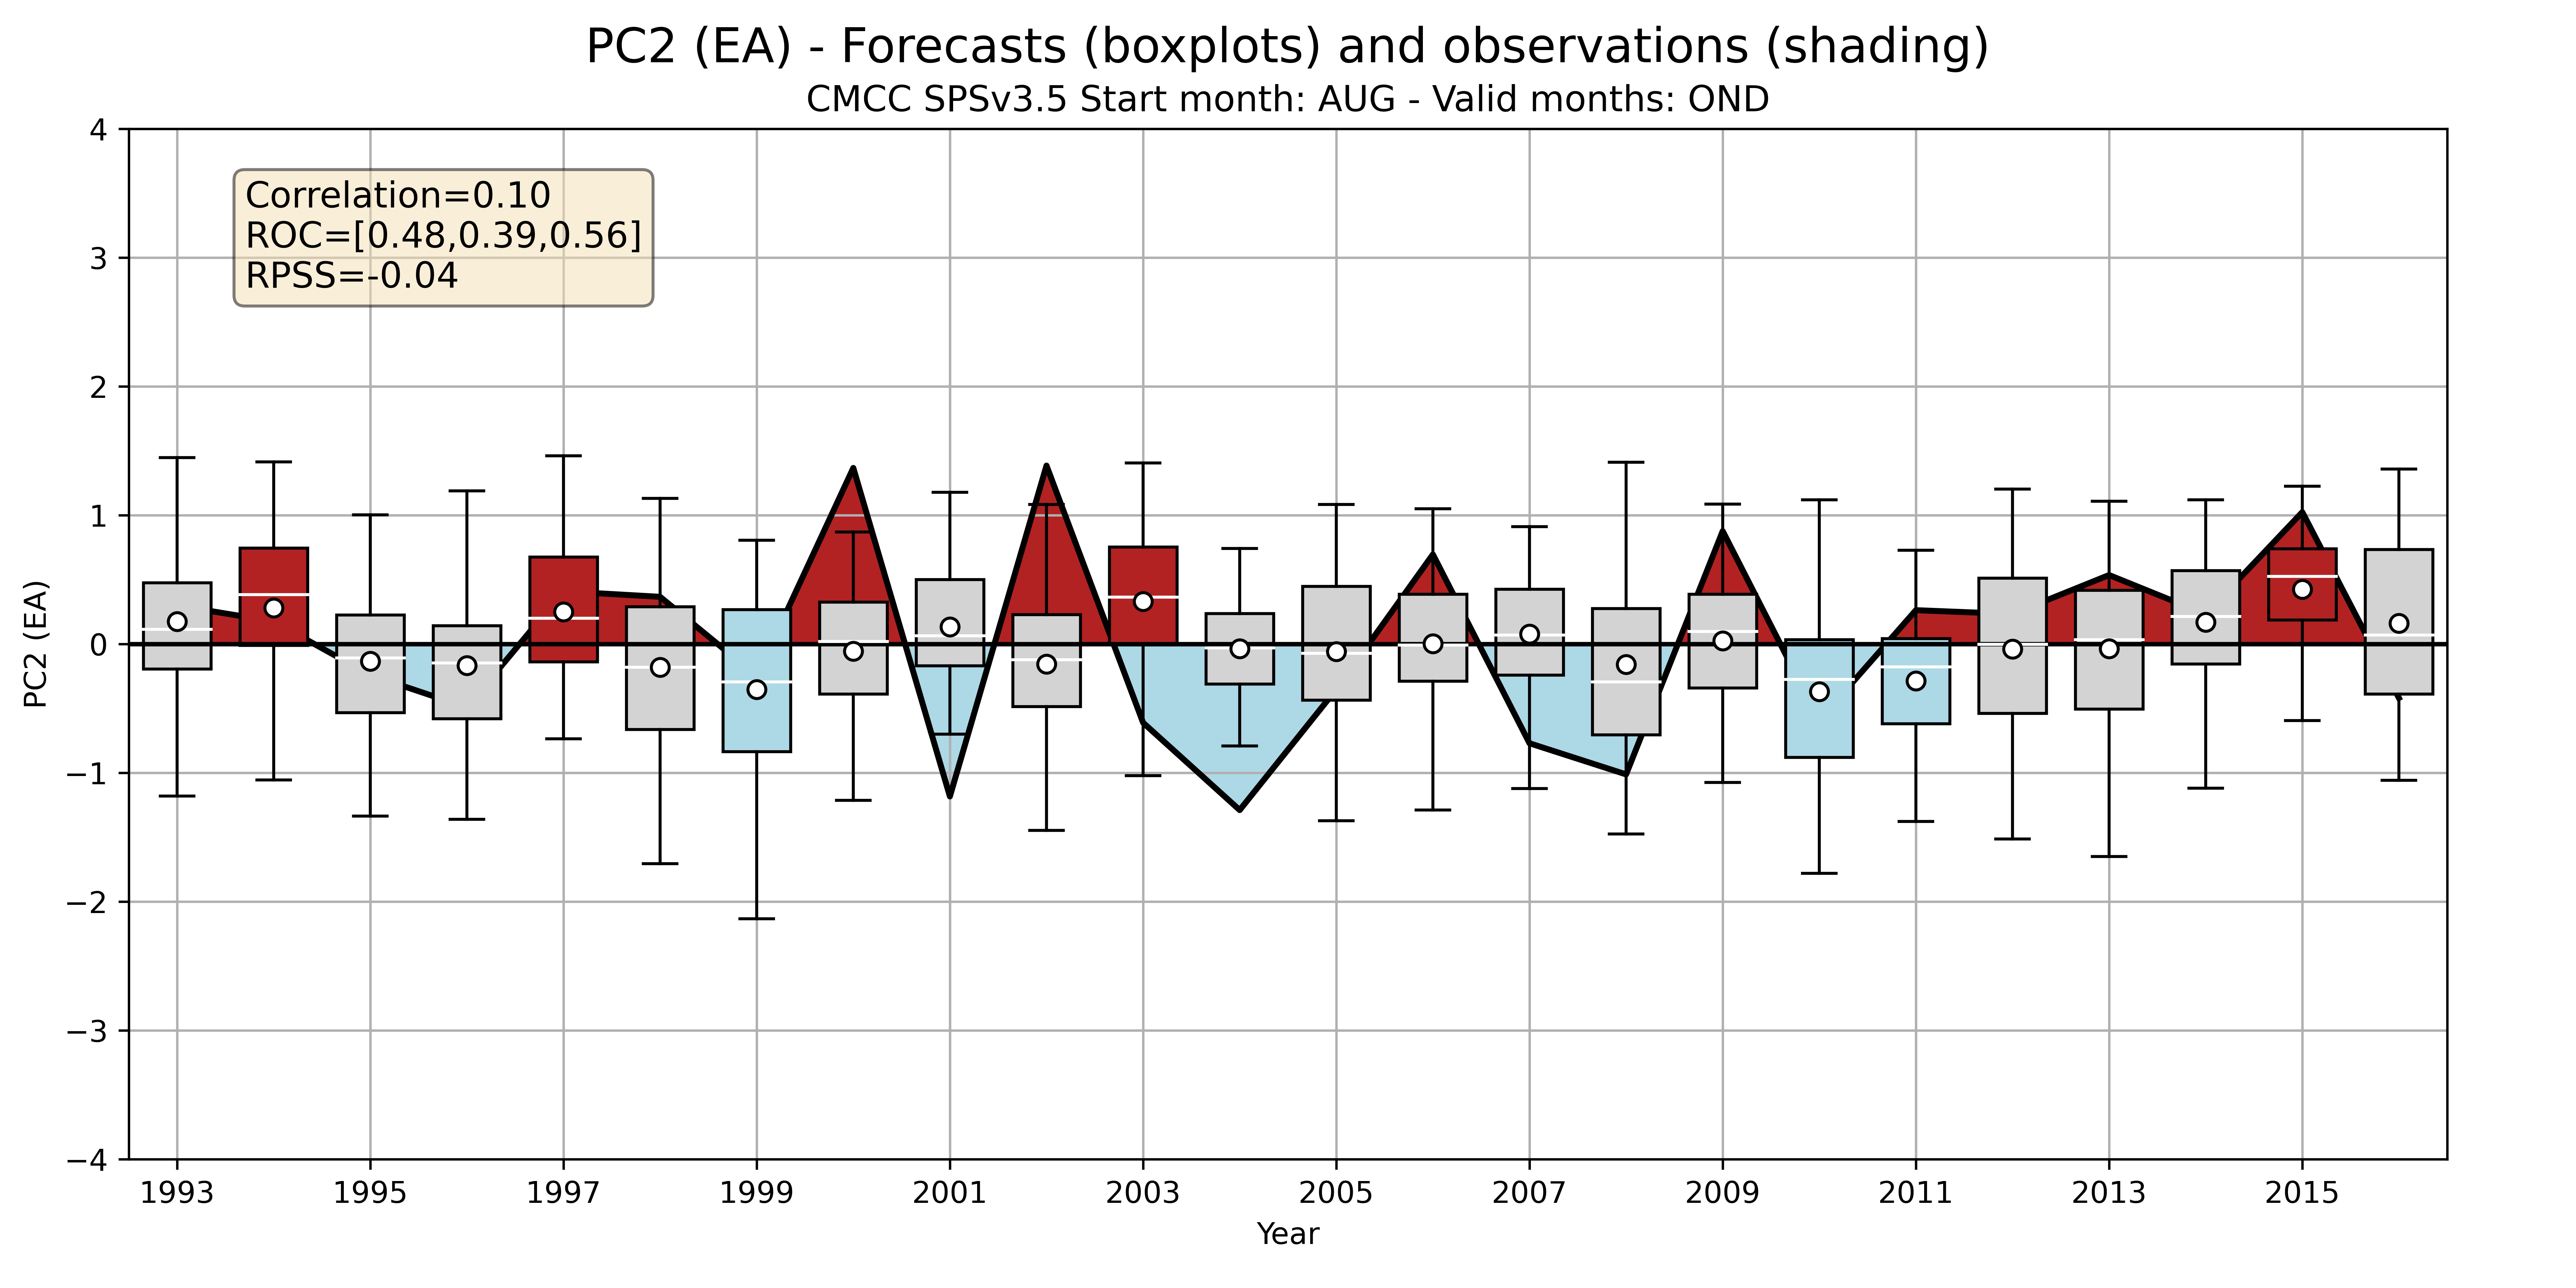 PC2 (EA) - Forecasts (boxplots) and observations (shading)
CMCC SPSv3.5 Start month: AUG - Valid months: OND
Correlation=0.10
ROC=[0.48,0.39,0.56]
RPSS=-0.04
PC2 (EA)
4
3
2
1
0
−1
−2
−3
−4
1993 1995 1997 1999 2001 2003 2005 2007 2009 2011 2013 2015
Year